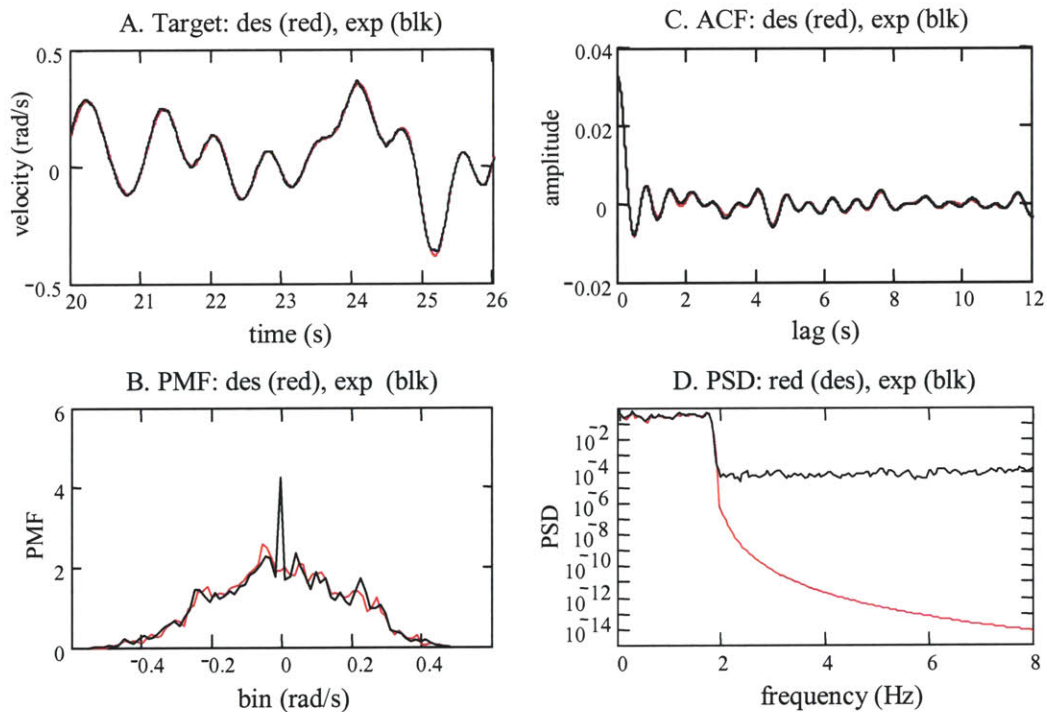 A. Target: des (red), exp (blk)
velocity (rad/s)
0.5
0
−0.5
20 21 22 23 24 25 26
time (s)
C. ACF: des (red), exp (blk)
amplitude
0.04
0.02
0
−0.02
0 2 4 6 8 10 12
lag (s)
B. PMF: des (red), exp (blk)
PMF
6
4
2
0
−0.4 −0.2 0 0.2 0.4
bin (rad/s)
D. PSD: red (des), exp (blk)
PSD
10⁻²
10⁻⁴
10⁻⁶
10⁻⁸
10⁻¹⁰
10⁻¹²
10⁻¹⁴
0 2 4 6 8
frequency (Hz)